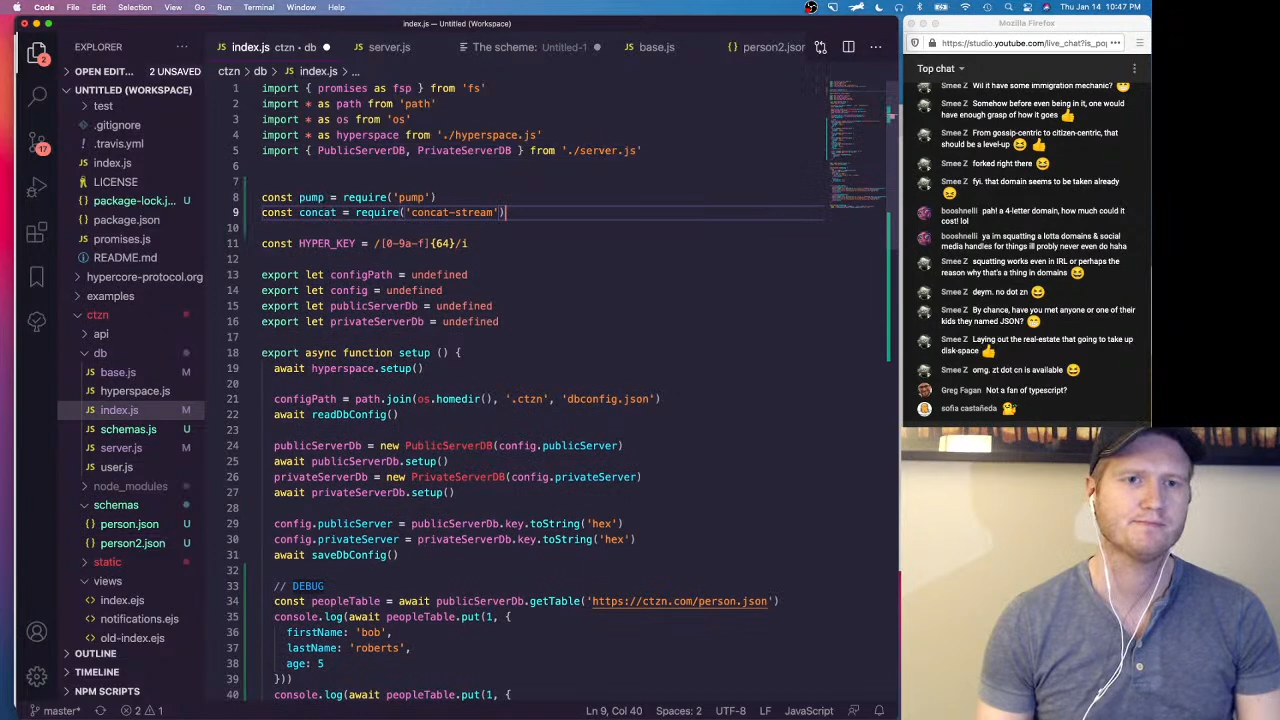 Code File Edit Selection View Go Run Terminal Window Help
Thu Jan 14 10:47 PM
index.js — Untitled (Workspace)
EXPLORER
index.js db
server.js
The scheme: Untitled-1
base.js
person2.json
OPEN EDIT... 2 UNSAVED
UNTITLED (WORKSPACE)
test
.gitignore
.travis.yml
index.js
LICENSE
package.json U
README.md
promises.js
hypercore-protocol.org
examples
ctzn
api
db
base.js M
hyperspace.js
index.js M
schemas.js U
server.js M
user.js
node_modules
schemas
person.json U
person2.json U
static
views
index.ejs
notifications.ejs
old-index.ejs
OUTLINE
TIMELINE
NPM SCRIPTS
2
17
ctzn > db > index.js > ...
1 import { promises as fsp } from 'fs'
2 import * as path from 'path'
3 import * as os from 'os'
4 import * as hyperspace from './hyperspace.js'
5 import { PublicServerDB, PrivateServerDB } from './server.js'
7
8 const pump = require('pump')
9 const concat = require('concat-stream')
10
11 const HYPER_KEY = /[0-9a-f]{64}/i
12
13 export let configPath = undefined
14 export let config = undefined
15 export let publicServerDb = undefined
16 export let privateServerDb = undefined
18 export async function setup () {
19 await hyperspace.setup()
20
21 configPath = path.join(os.homedir(), '.ctzn', 'dbconfig.json')
22 await readDbConfig()
24 publicServerDb = new PublicServerDB(config.publicServer)
25 await publicServerDb.setup()
26 privateServerDb = new PrivateServerDB(config.privateServer)
27 await privateServerDb.setup()
28
29 config.publicServer = publicServerDb.key.toString('hex')
30 config.privateServer = privateServerDb.key.toString('hex')
31 await saveDbConfig()
32
33 // DEBUG
34 const peopleTable = await publicServerDb.getTable('https://ctzn.com/person.json')
35 console.log(await peopleTable.put(1, {
36 firstName: 'bob',
37 lastName: 'roberts',
38 age: 5
39 }))
40 console.log(await peopleTable.put(1, {
master* 2 1
Ln 9, Col 40 Spaces: 2 UTF-8 LF JavaScript
Mozilla Firefox
https://studio.youtube.com/live_chat?is_po
Top chat
Smee Z Wil it have some immigration mechanic?
Smee Z Somehow before even being in it, one would
have enough grasp of how it goes
Smee Z From gossip-centric to citizen-centric, that
should be a level-up
Smee Z forked right there
Smee Z fyi. that domain seems to be taken already
booshnelli pah! a 4-letter domain, how much could it
cost! lol
booshnelli ya im squatting a lotta domains & social
media handles for things ill probly never even do haha
Smee Z squatting works even in IRL or perhaps the
reason why that's a thing in domains
Smee Z deym. no dot zn
Smee Z By chance, have you met anyone or one of their
kids they named JSON?
Smee Z Laying out the real-estate that going to take up
disk-space
Smee Z omg. zt dot cn is available
Greg Fagan Not a fan of typescript?
sofia castañeda